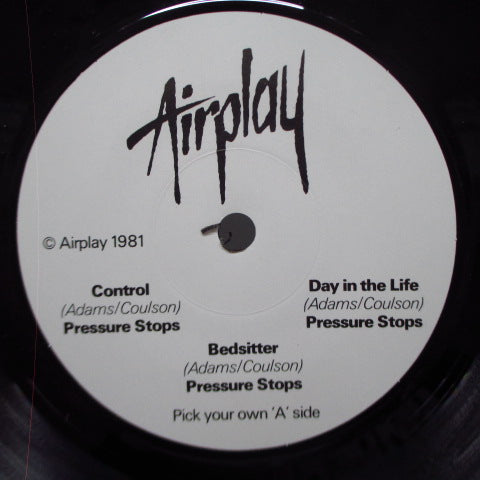 Airplay
© Airplay 1981
Control
(Adams/Coulson)
Pressure Stops
Day in the Life
(Adams/Coulson)
Pressure Stops
Bedsitter
(Adams/Coulson)
Pressure Stops
Pick your own 'A' side